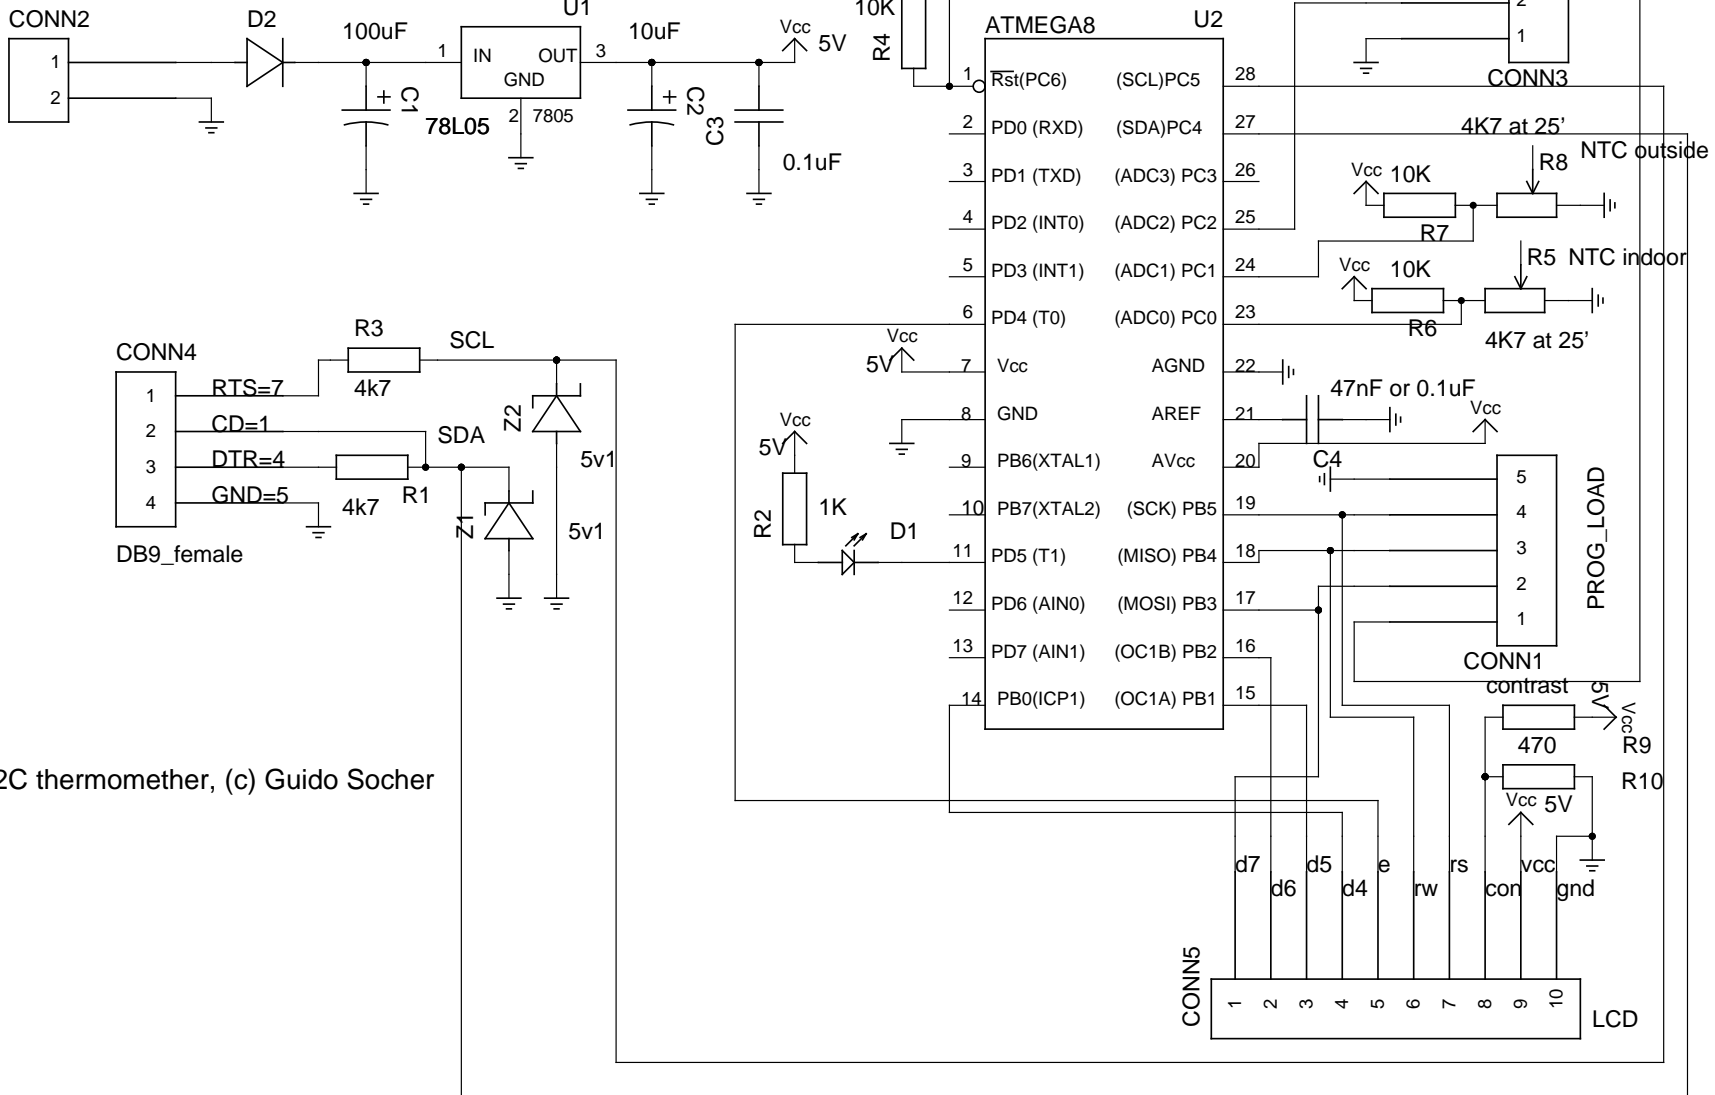 CONN2
1
2
D2
100uF
C1
+
U1
1
IN
OUT
3
GND
2
7805
78L05
10uF
+
C2
C3
0.1uF
Vcc
5V
10K
R4
ATMEGA8
U2
1
Rst(PC6)
(SCL)PC5
28
2
PD0 (RXD)
(SDA)PC4
27
3
PD1 (TXD)
(ADC3) PC3
26
4
PD2 (INT0)
(ADC2) PC2
25
5
PD3 (INT1)
(ADC1) PC1
24
6
PD4 (T0)
(ADC0) PC0
23
7
Vcc
AGND
22
8
GND
AREF
21
9
PB6(XTAL1)
AVcc
20
10
PB7(XTAL2)
(SCK) PB5
19
11
PD5 (T1)
(MISO) PB4
18
12
PD6 (AIN0)
(MOSI) PB3
17
13
PD7 (AIN1)
(OC1B) PB2
16
14
PB0(ICP1)
(OC1A) PB1
15
2
1
CONN3
4K7 at 25'
NTC outside
R8
Vcc
10K
R7
R5 NTC indoor
Vcc
10K
R6
4K7 at 25'
47nF or 0.1uF
C4
Vcc
5
4
3
2
1
PROG_LOAD
CONN1
contrast
5V
Vcc
470
R9
R10
Vcc
5V
Vcc
5V
Vcc
5V
R2
1K
D1
CONN4
1
2
3
4
RTS=7
CD=1
DTR=4
GND=5
DB9_female
R3
4k7
SCL
SDA
R1
4k7
Z2
5v1
Z1
5v1
2C thermomether, (c) Guido Socher
d7
d6
d5
d4
e
rw
rs
con
vcc
gnd
CONN5
1
2
3
4
5
6
7
8
9
10
LCD